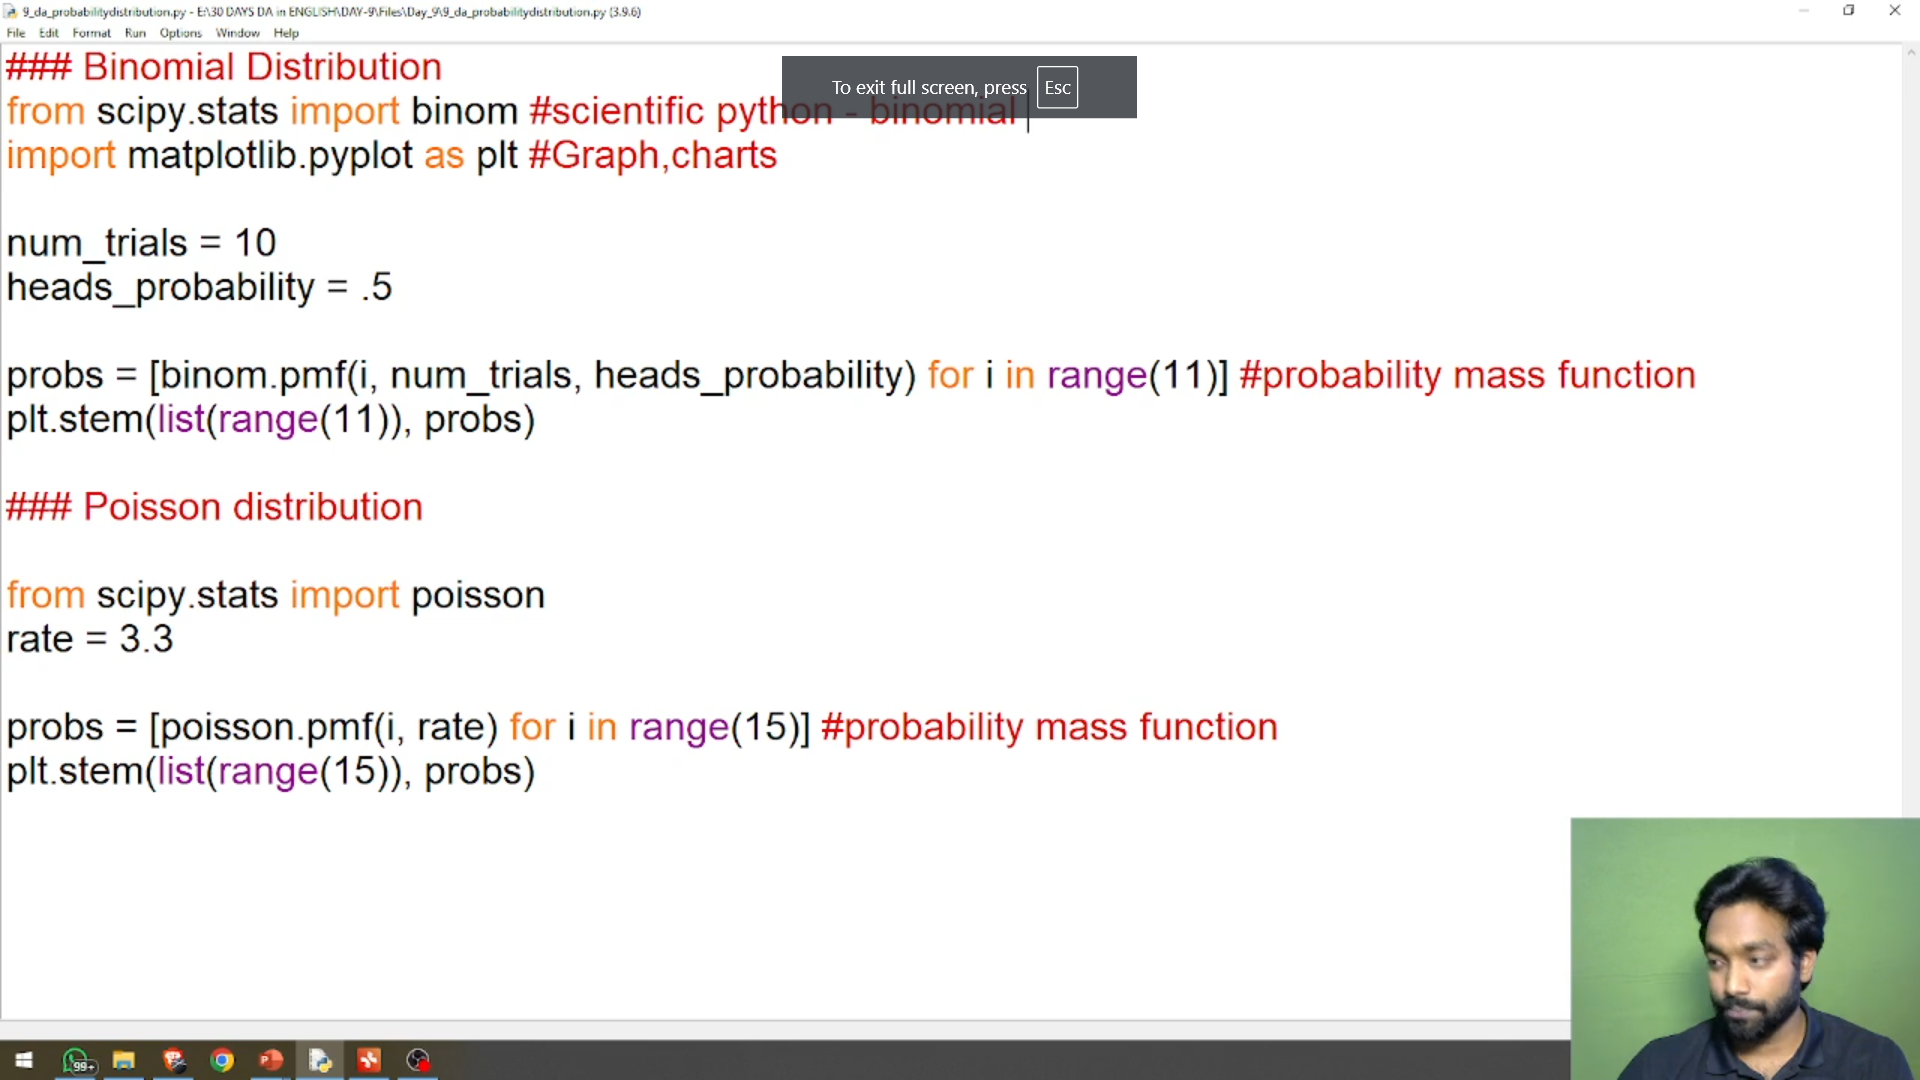 9_da_probabilitydistribution.py - E:\30 DAYS DA in ENGLISH\DAY-9\Files\Day_9\9_da_probabilitydistribution.py (3.9.6)
File Edit Format Run Options Window Help
### Binomial Distribution
To exit full screen, press Esc
from scipy.stats import binom #scientific python - binomial
import matplotlib.pyplot as plt #Graph,charts
num_trials = 10
heads_probability = .5
probs = [binom.pmf(i, num_trials, heads_probability) for i in range(11)] #probability mass function
plt.stem(list(range(11)), probs)
### Poisson distribution
from scipy.stats import poisson
rate = 3.3
probs = [poisson.pmf(i, rate) for i in range(15)] #probability mass function
plt.stem(list(range(15)), probs)
99+